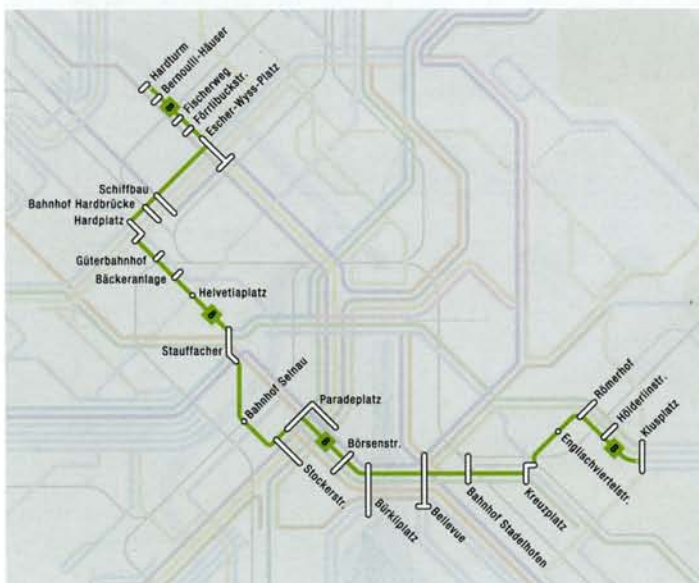 Hardturm
Bernoulli-Häuser
8
Fischerweg
Förrlibuckstr.
Escher-Wyss-Platz
Schiffbau
Bahnhof Hardbrücke
Hardplatz
Güterbahnhof
Bäckeranlage
Helvetiaplatz
8
Stauffacher
Bahnhof Selnau
Stockerstr.
Paradeplatz
8
Börsenstr.
Bürkliplatz
Bellevue
Bahnhof Stadelhofen
Kreuzplatz
Englischviertelstr.
Römerhof
Hölderlinstr.
8
Klusplatz